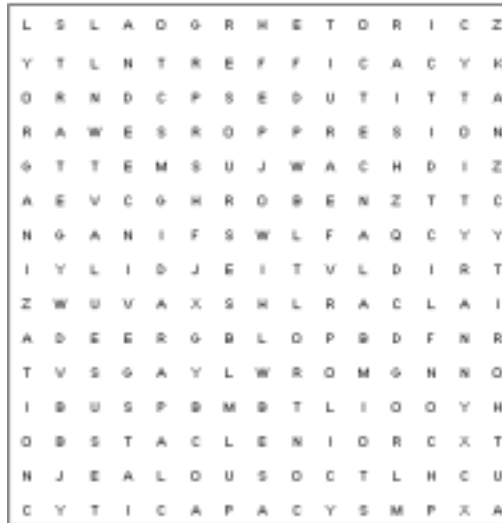 L S L A O G R H E T O R I C Z
Y T L N T R E F F I C A C Y K
O R N D C P S E D U T I T T A
R A W E S R O P P R E S I O N
G T T E M S U J W A C H D I Z
A E V C G H R O B E N Z T T C
N G A N I F S W L F A Q C Y Y
I Y L I D J E I T V L D I R T
Z W U V A X S H L R A C L A I
A D E E R G B L O P B D F N R
T V S G A Y L W R O M G N N O
I B U S P B M B T L I O O Y H
O B S T A C L E N I O R C X T
N J E A L O U S O C T L H C U
C Y T I C A P A C Y S M P X A